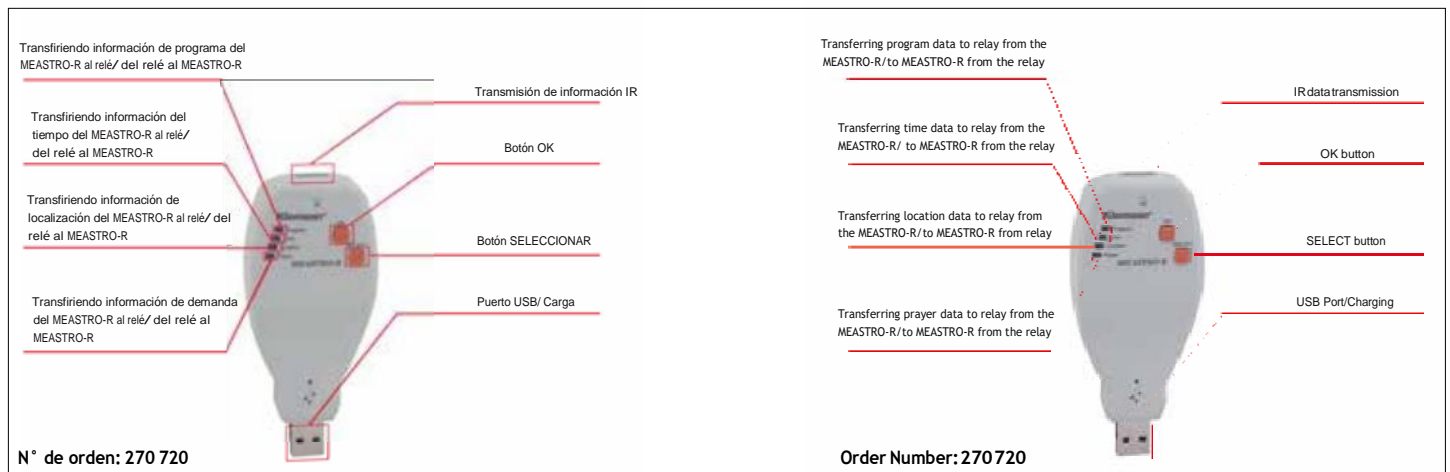 Transfiriendo información de programa del
MEASTRO-R al relé/ del relé al MEASTRO-R
Transmisión de información IR
Transfiriendo información del
tiempo del MEASTRO-R al relé/
del relé al MEASTRO-R
Botón OK
Transfiriendo información de
localización del MEASTRO-R al relé/ del
relé al MEASTRO-R
Botón SELECCIONAR
Transfiriendo información de demanda
del MEASTRO-R al relé/ del relé al
MEASTRO-R
Puerto USB/ Carga
N° de orden: 270 720
Transferring program data to relay from the
MEASTRO-R/to MEASTRO-R from the relay
IR data transmission
Transferring time data to relay from the
MEASTRO-R/ to MEASTRO-R from the relay
OK button
Transferring location data to relay from
the MEASTRO-R/to MEASTRO-R from relay
SELECT button
Transferring prayer data to relay from the
MEASTRO-R/to MEASTRO-R from the relay
USB Port/Charging
Order Number: 270 720